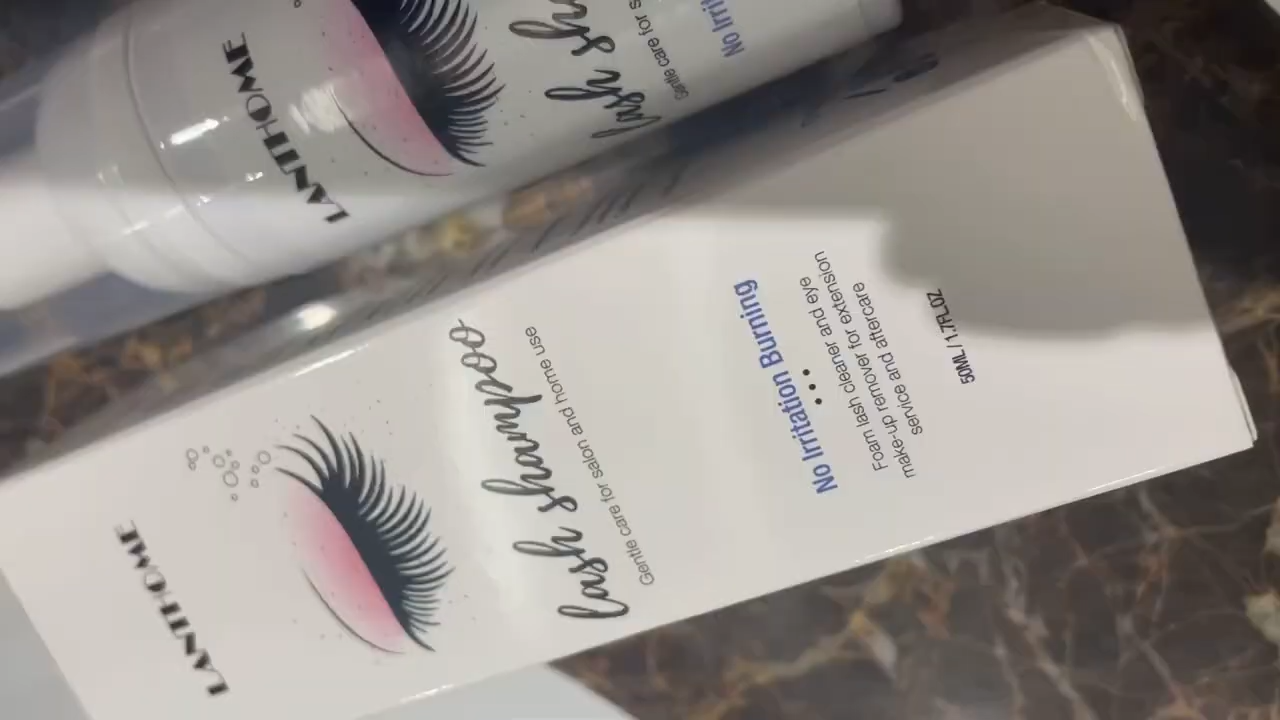 LANTHOME
lash sh
Gentle care for s
No Irrit
LANTHOME
lash shampoo
Gentle care for salon and home use
No Irritation Burning
Foam lash cleaner and eye
make-up remover for extension
service and aftercare
50ML / 1.7FL.OZ